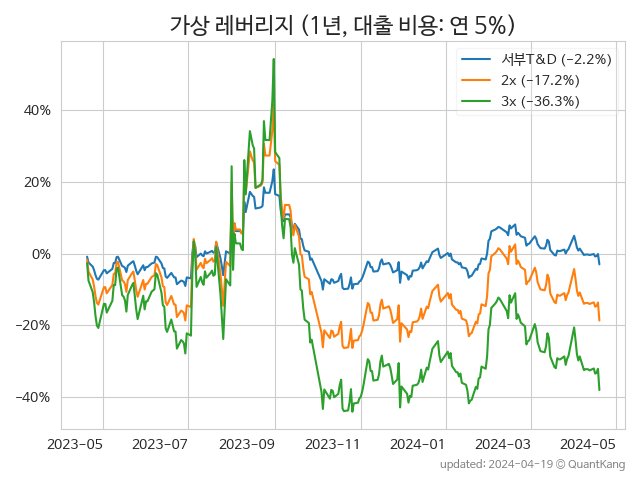 가상 레버리지 (1년, 대출 비용: 연 5%)
서부T&D (−2.2%)
2x (−17.2%)
3x (−36.3%)
40%
20%
0%
−20%
−40%
2023-05 2023-07 2023-09 2023-11 2024-01 2024-03 2024-05
updated: 2024-04-19 © QuantKang